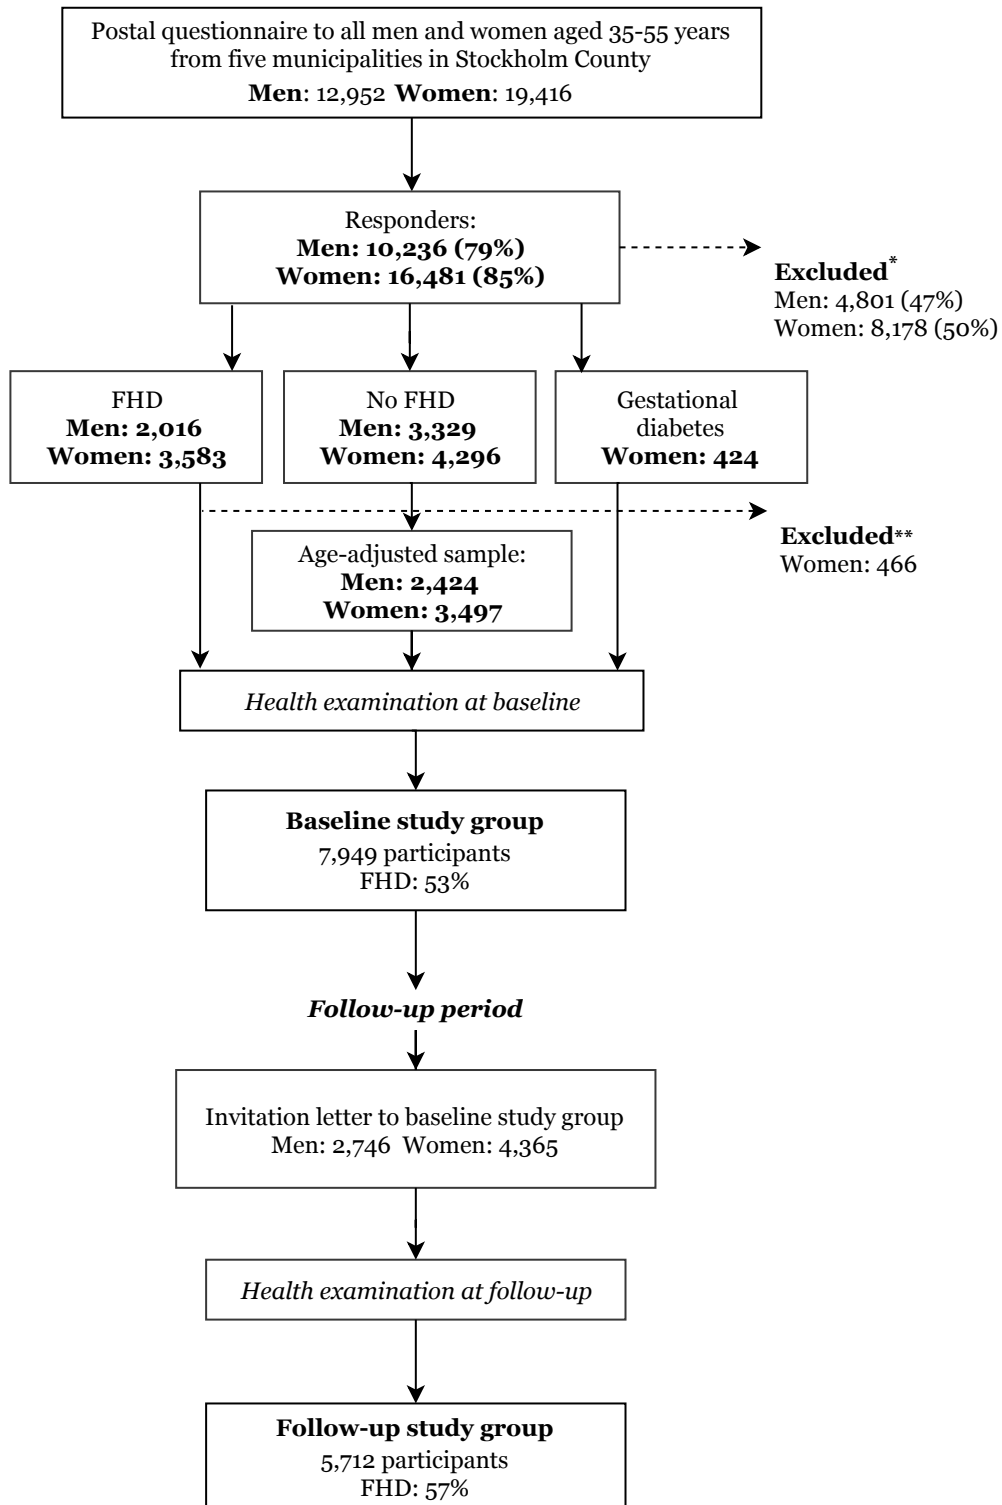 Postal questionnaire to all men and women aged 35-55 years
from five municipalities in Stockholm County
Men: 12,952 Women: 19,416
Responders:
Men: 10,236 (79%)
Women: 16,481 (85%)
Excluded*
Men: 4,801 (47%)
Women: 8,178 (50%)
FHD
Men: 2,016
Women: 3,583
No FHD
Men: 3,329
Women: 4,296
Gestational
diabetes
Women: 424
Excluded**
Women: 466
Age-adjusted sample:
Men: 2,424
Women: 3,497
Health examination at baseline
Baseline study group
7,949 participants
FHD: 53%
Follow-up period
Invitation letter to baseline study group
Men: 2,746 Women: 4,365
Health examination at follow-up
Follow-up study group
5,712 participants
FHD: 57%